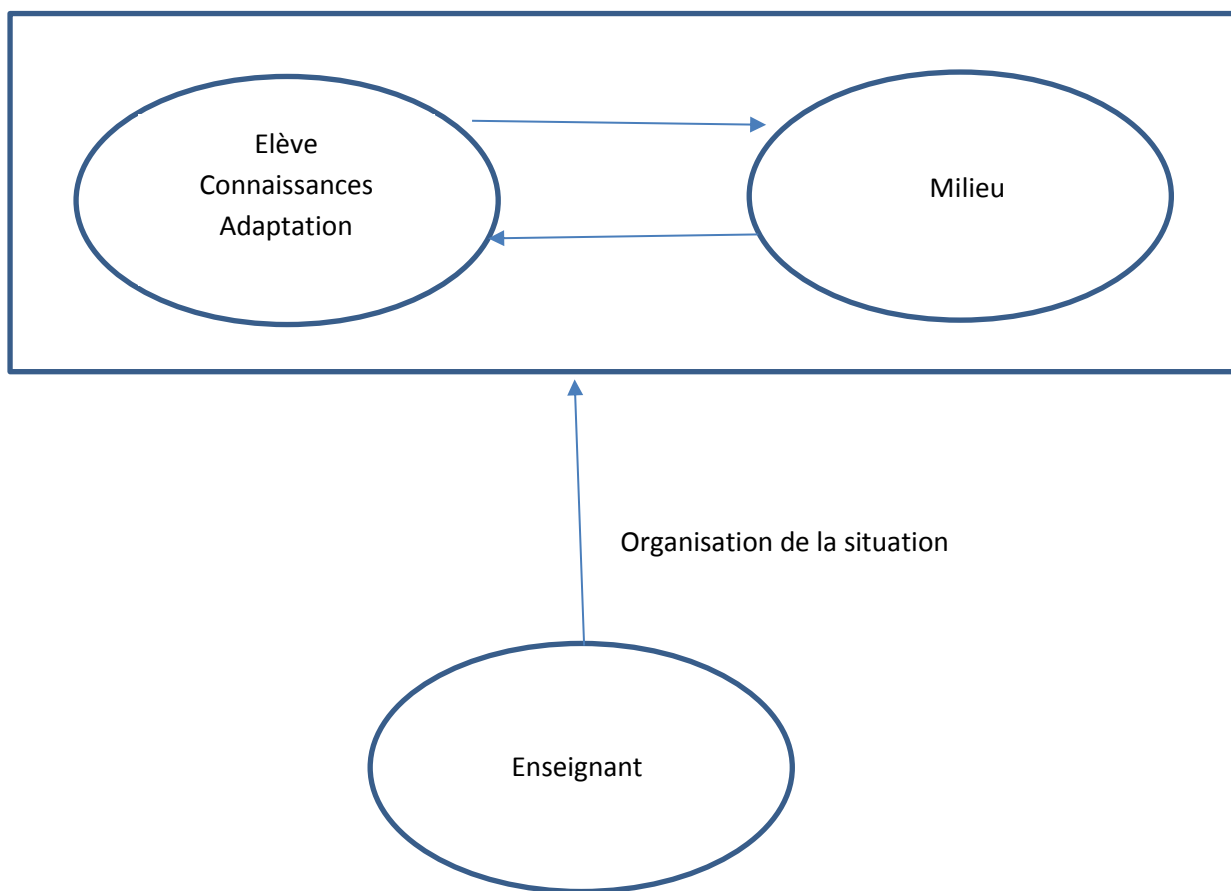 Elève
Connaissances
Adaptation
Milieu
Organisation de la situation
Enseignant